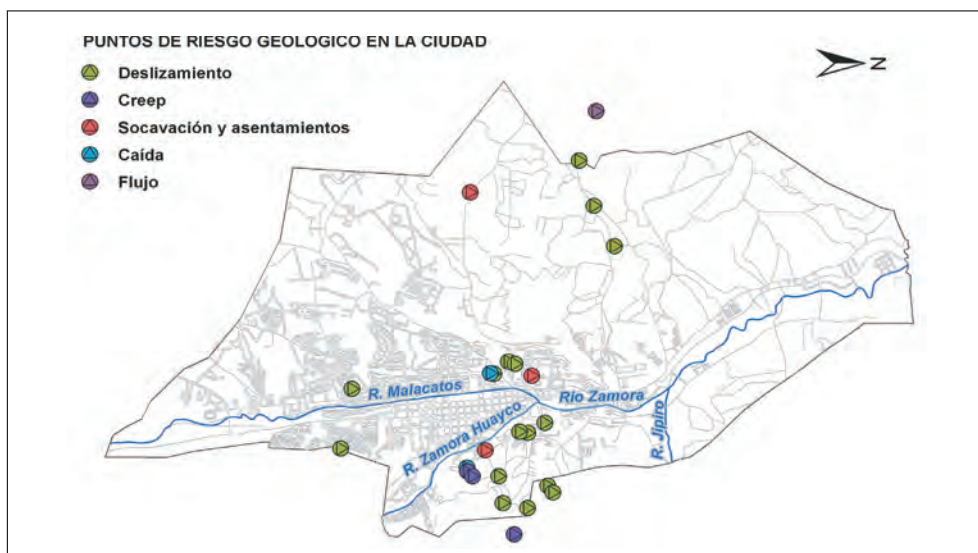 PUNTOS DE RIESGO GEOLOGICO EN LA CIUDAD
Deslizamiento
Creep
Socavación y asentamientos
Caída
Flujo
N
R. Malacatos
Río Zamora
R. Zamora Huayco
R. Jipiro